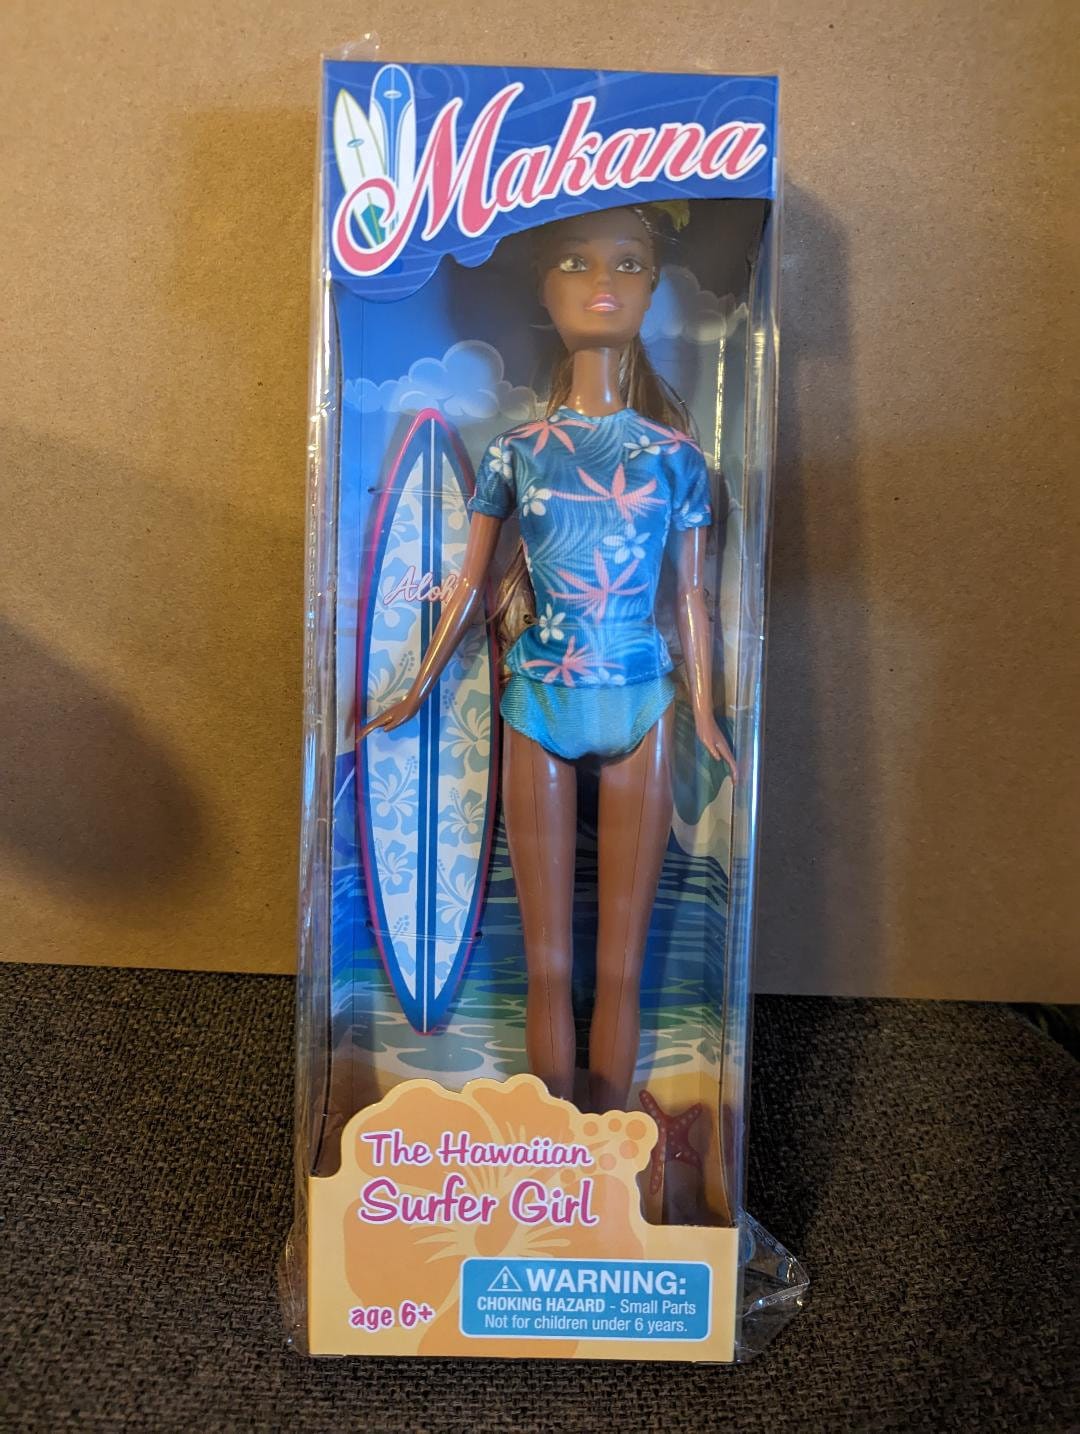 Makana
The Hawaiian
Surfer Girl
age 6+
WARNING:
CHOKING HAZARD - Small Parts
Not for children under 6 years.